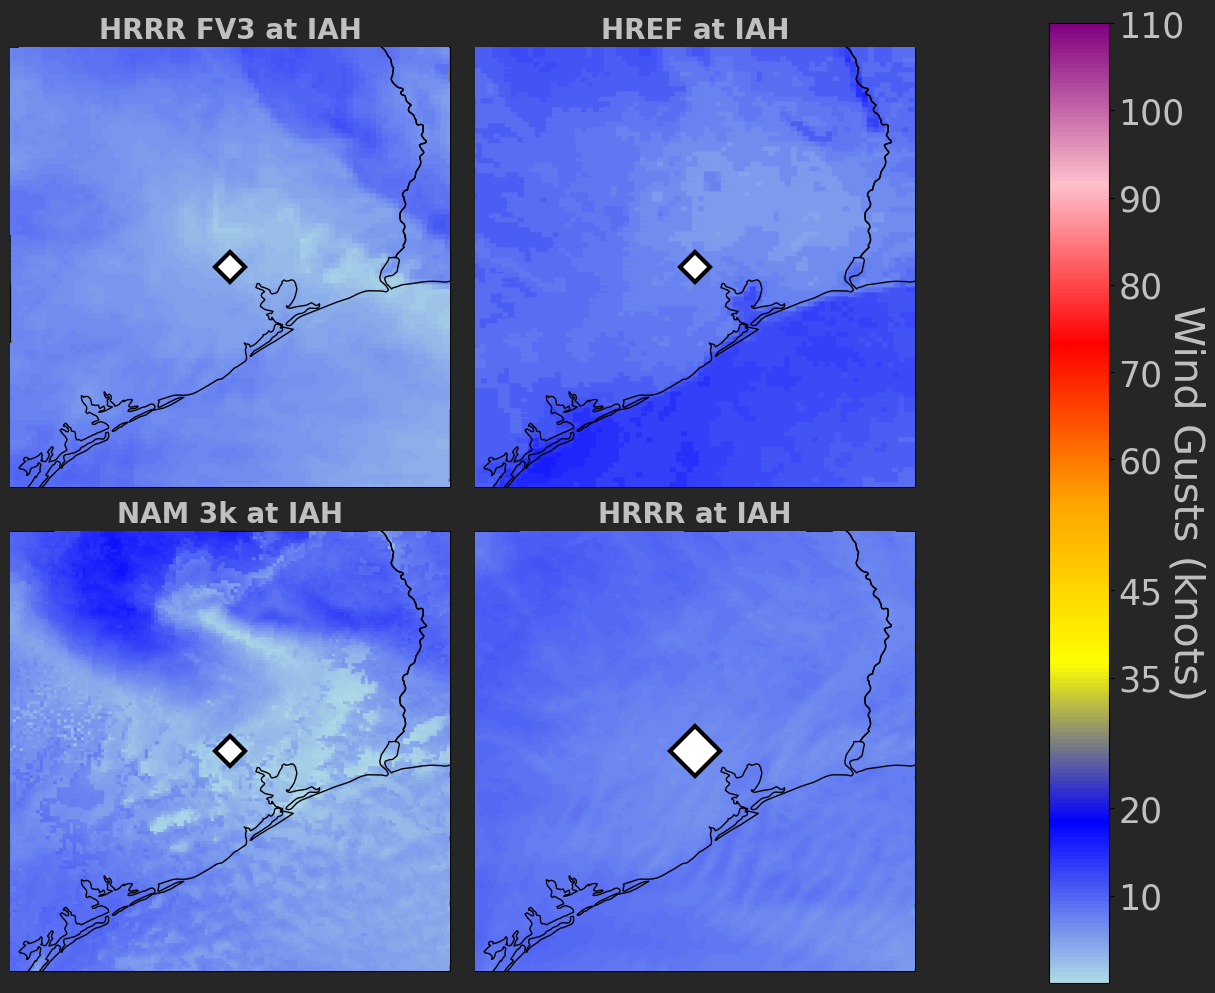 HRRR FV3 at IAH
HREF at IAH
NAM 3k at IAH
HRRR at IAH
110
100
90
80
70
60
45
35
20
10
Wind Gusts (knots)